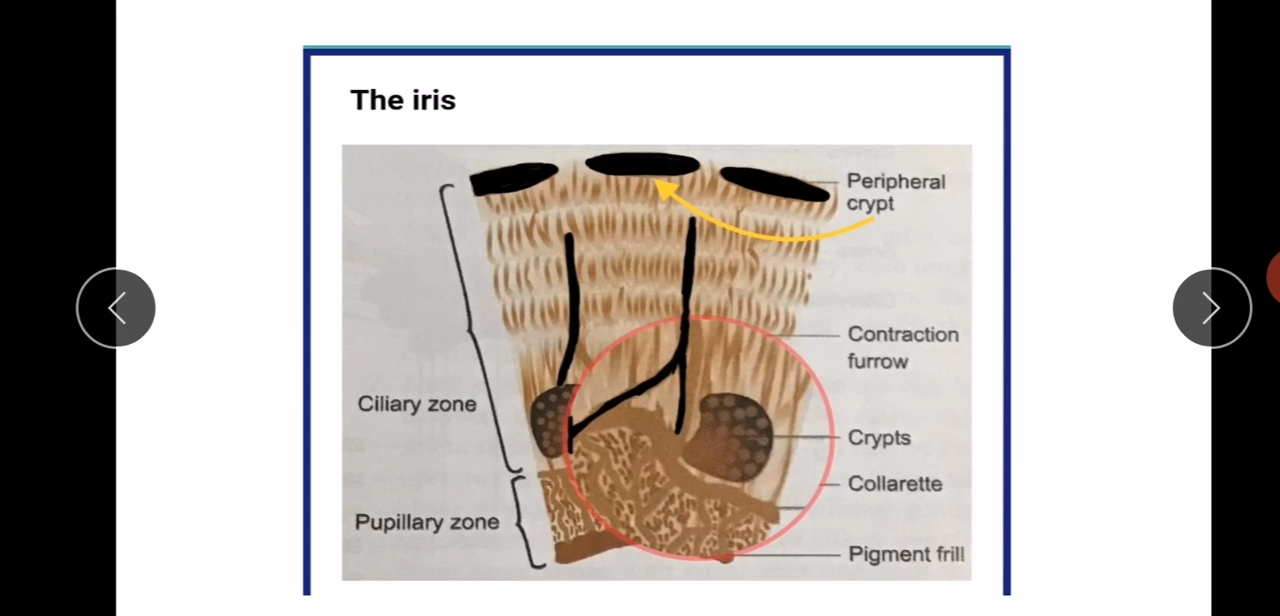 The iris
Peripheral
crypt
Contraction
furrow
Ciliary zone
Crypts
Collarette
Pupillary zone
Pigment frill